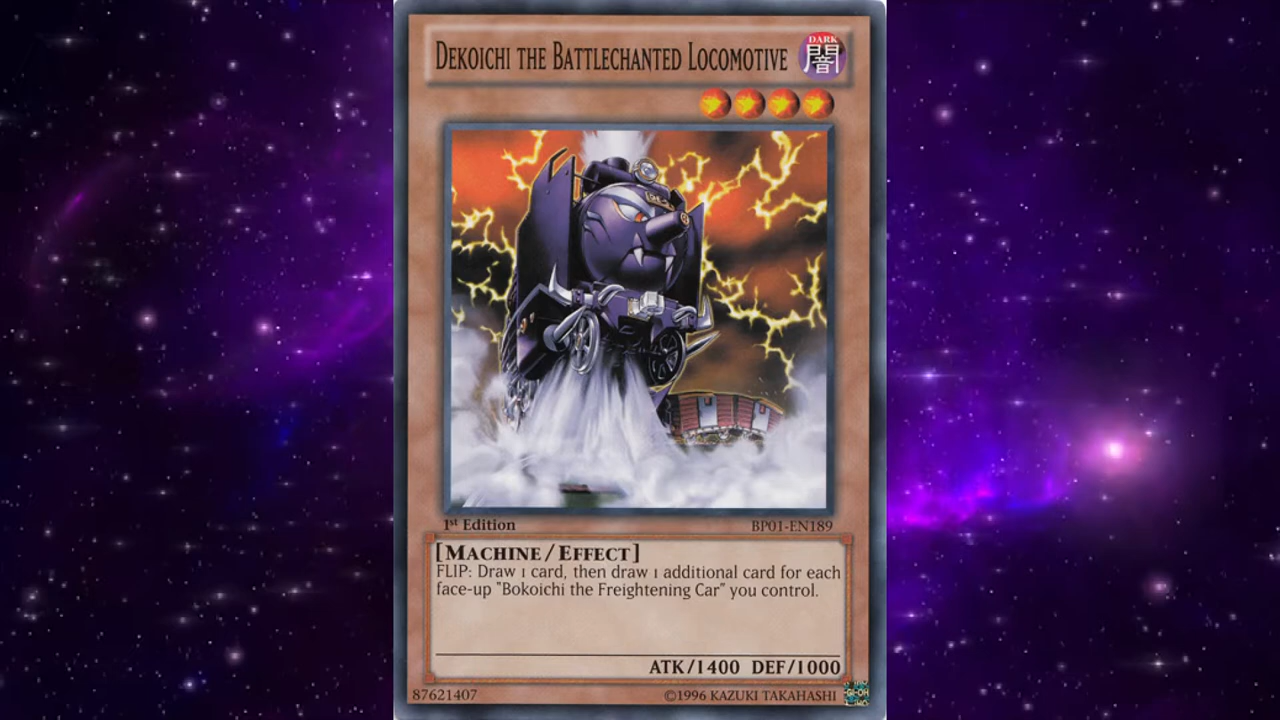 DEKOICHI THE BATTLECHANTED LOCOMOTIVE
DARK
闇
1st Edition
BP01-EN189
[MACHINE/EFFECT]
FLIP: Draw 1 card, then draw 1 additional card for each
face-up "Bokoichi the Freightening Car" you control.
ATK/1400 DEF/1000
87621407
©1996 KAZUKI TAKAHASHI